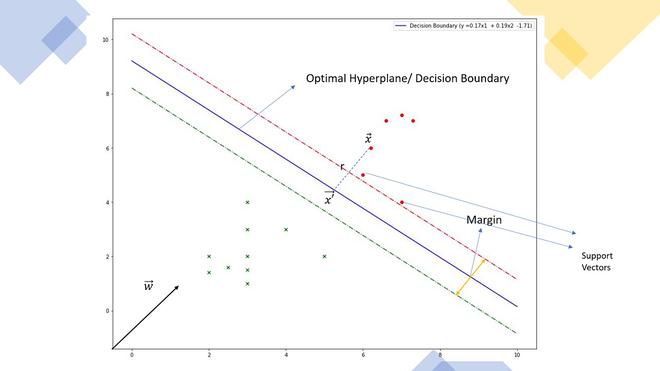 Decision Boundary (y =0.17x1 + 0.19x2 -1.71)
Optimal Hyperplane/ Decision Boundary
10
8
6
4
2
0
x⃗
r
x'⃗
Margin
Support
Vectors
w⃗
0 2 4 6 8 10